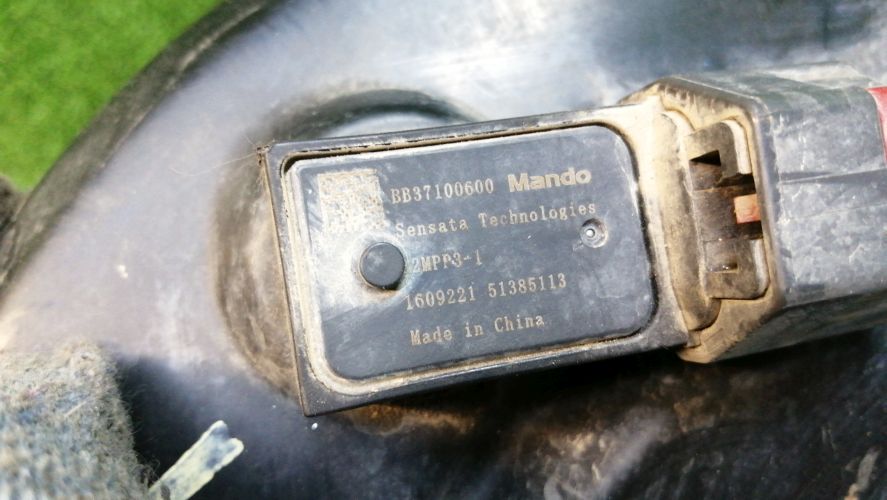 BB37100600 Mando
Sensata Technologies
2MPP3-1
1609221 51385113
Made in China